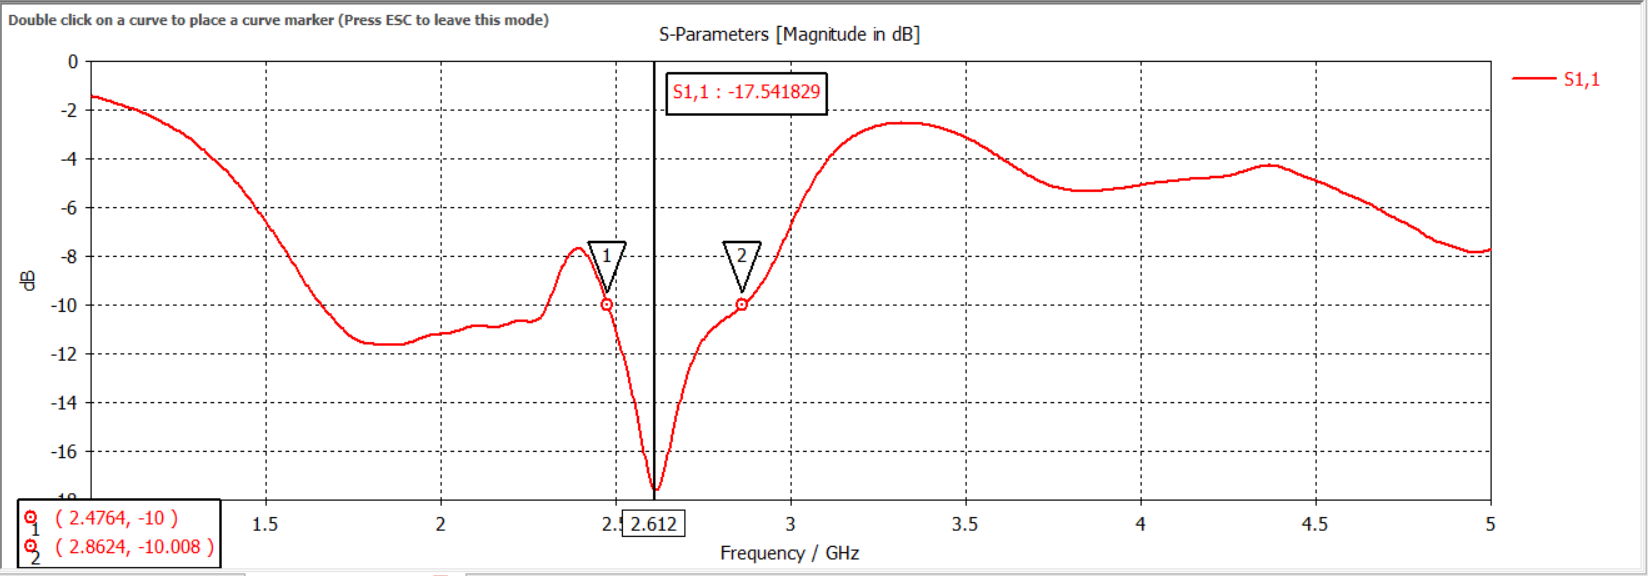 Double click on a curve to place a curve marker (Press ESC to leave this mode)
S-Parameters [Magnitude in dB]
S1,1 : -17.541829
S1,1
0
-2
-4
-6
-8
-10
-12
-14
-16
dB
1
2
1.5
2
2.612
3
3.5
4
4.5
5
Frequency / GHz
1 ( 2.4764, -10 )
2 ( 2.8624, -10.008 )